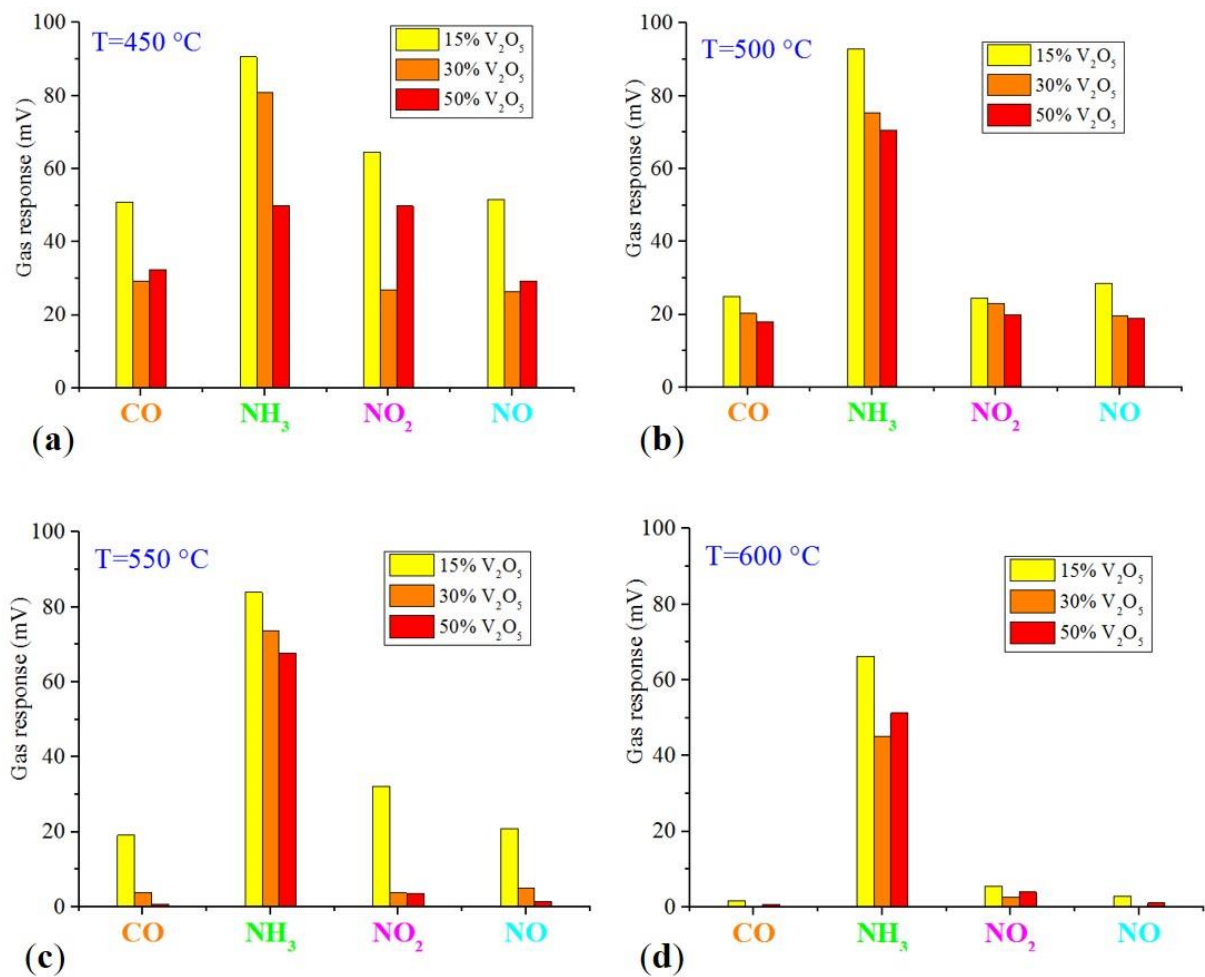 100
80
60
40
20
0
Gas response (mV)
T=450 °C
15% V₂O₅
30% V₂O₅
50% V₂O₅
CO NH₃ NO₂ NO
(a)
100
80
60
40
20
0
Gas response (mV)
T=500 °C
15% V₂O₅
30% V₂O₅
50% V₂O₅
CO NH₃ NO₂ NO
(b)
100
80
60
40
20
0
Gas response (mV)
T=550 °C
15% V₂O₅
30% V₂O₅
50% V₂O₅
CO NH₃ NO₂ NO
(c)
100
80
60
40
20
0
Gas response (mV)
T=600 °C
15% V₂O₅
30% V₂O₅
50% V₂O₅
CO NH₃ NO₂ NO
(d)